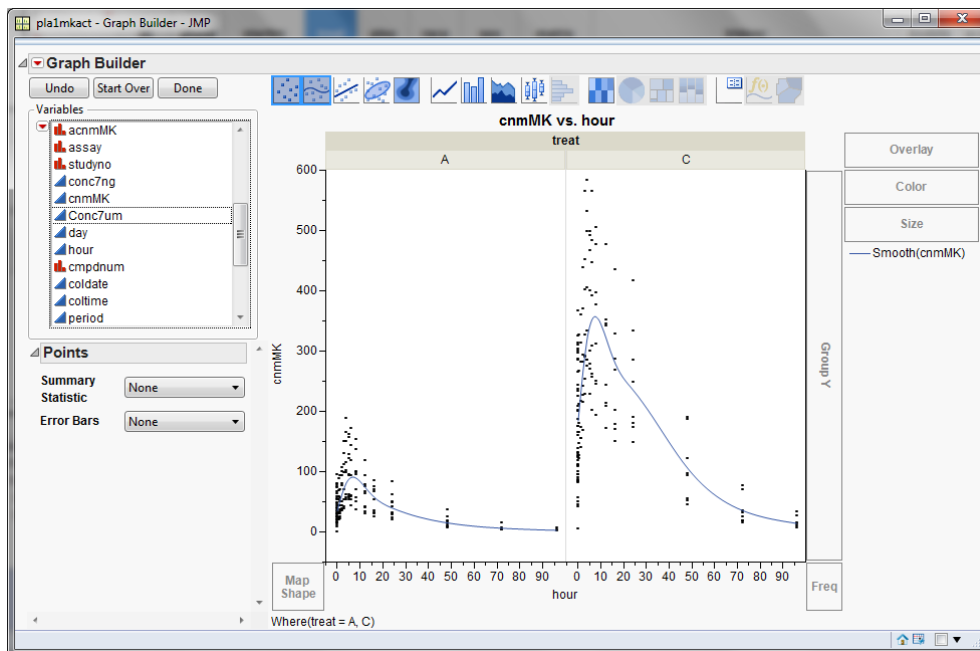 pla1mkact - Graph Builder - JMP
Graph Builder
Undo Start Over Done
Variables
acnmMK
assay
studyno
conc7ng
cnmMK
Conc7um
day
hour
cmpdnum
coldate
coltime
period
Points
Summary
Statistic
None
Error Bars
None
cnmMK vs. hour
treat
A C
600
500
400
300
200
100
0
cnmMK
0 10 20 30 40 50 60 70 80 90 0 10 20 30 40 50 60 70 80 90
hour
Map
Shape
Where(treat = A, C)
Group Y
Freq
Overlay
Color
Size
Smooth(cnmMK)